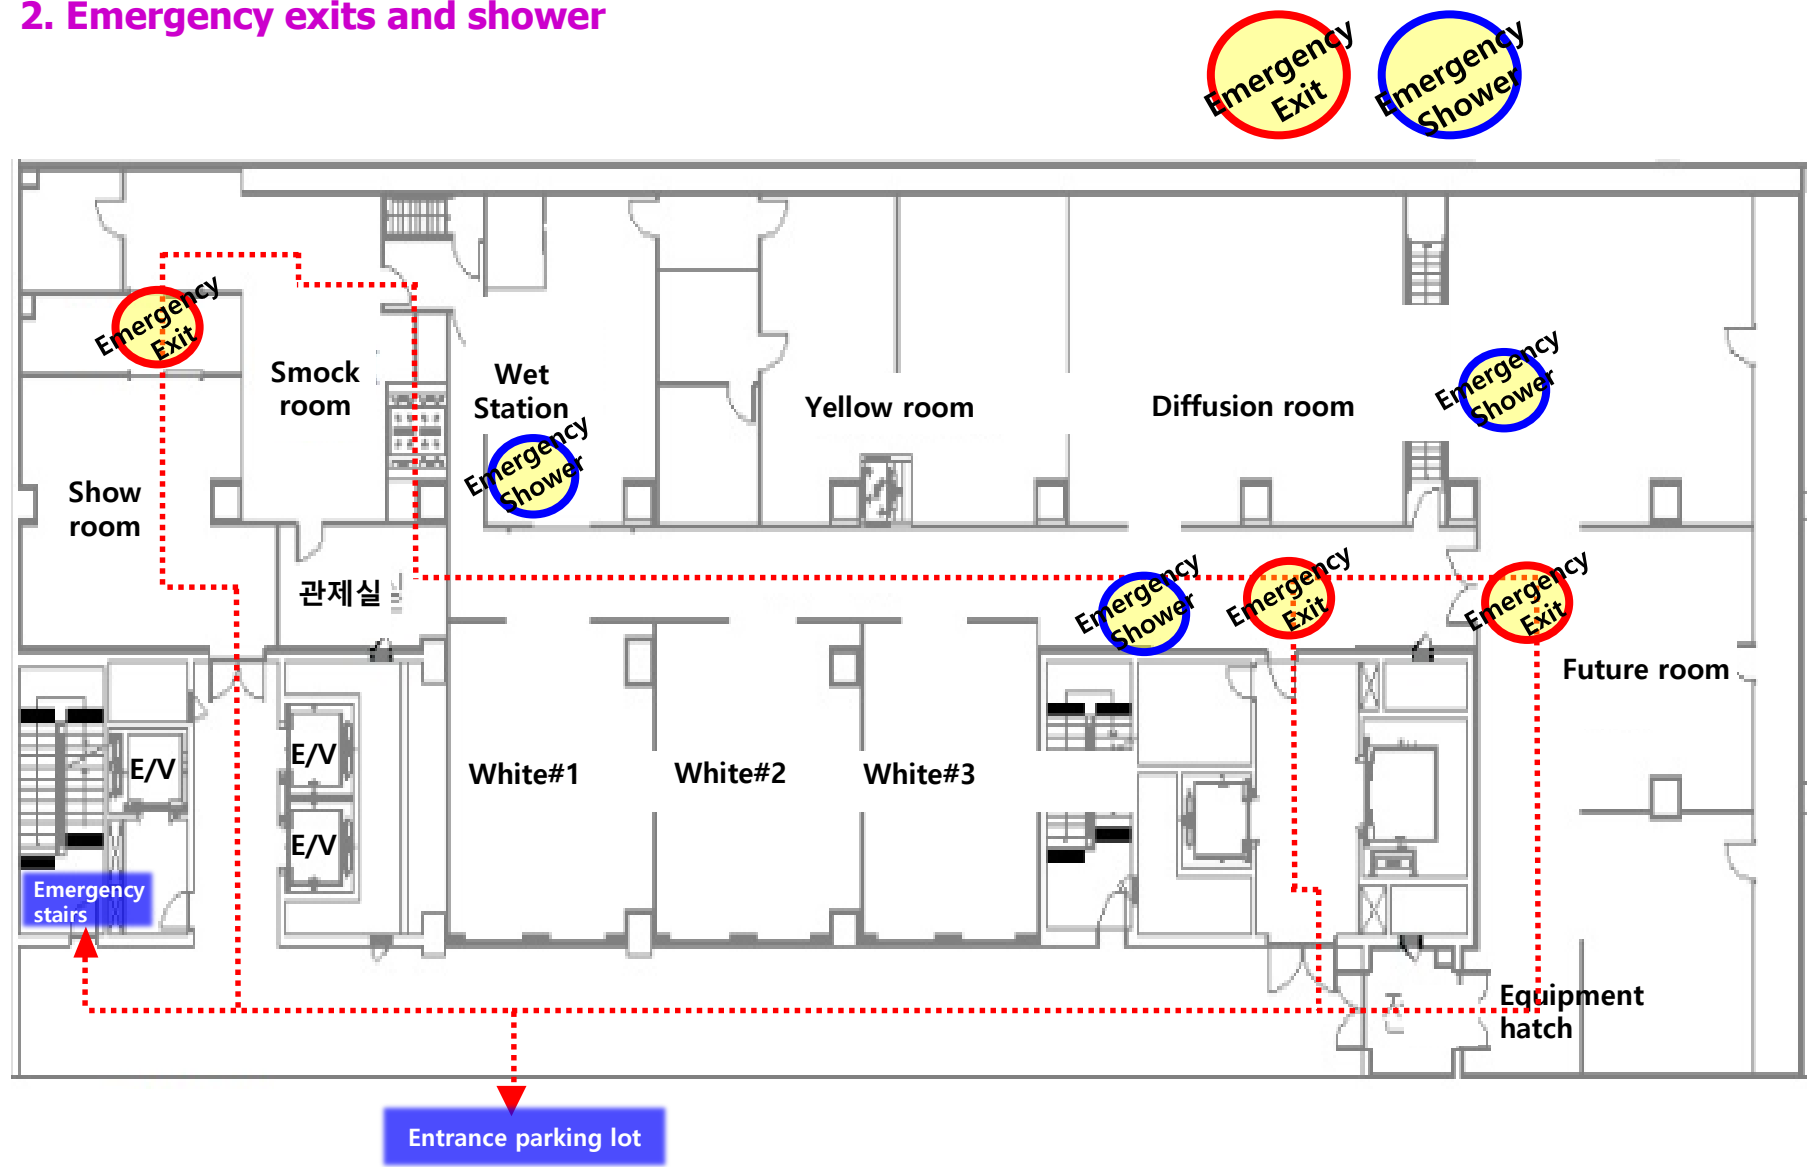 2. Emergency exits and shower
Emergency
Exit
Emergency
Shower
Emergency
Exit
Smock
room
Wet
Station
Emergency
Shower
Yellow room
Diffusion room
Emergency
Shower
Show
room
관제실
Emergency
Shower
Emergency
Exit
Emergency
Exit
Future room
E/V
E/V
E/V
White#1
White#2
White#3
Emergency
stairs
Equipment
hatch
Entrance parking lot